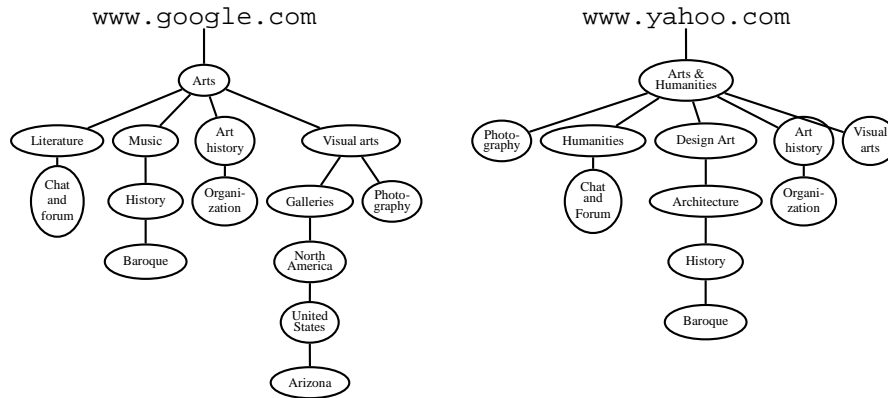 www.google.com
Arts
Literature
Music
Art
history
Visual arts
Chat
and
forum
History
Organi-
zation
Galleries
Photo-
graphy
Baroque
North
America
United
States
Arizona
www.yahoo.com
Arts &
Humanities
Photo-
graphy
Humanities
Design Art
Art
history
Visual
arts
Chat
and
Forum
Architecture
Organi-
zation
History
Baroque